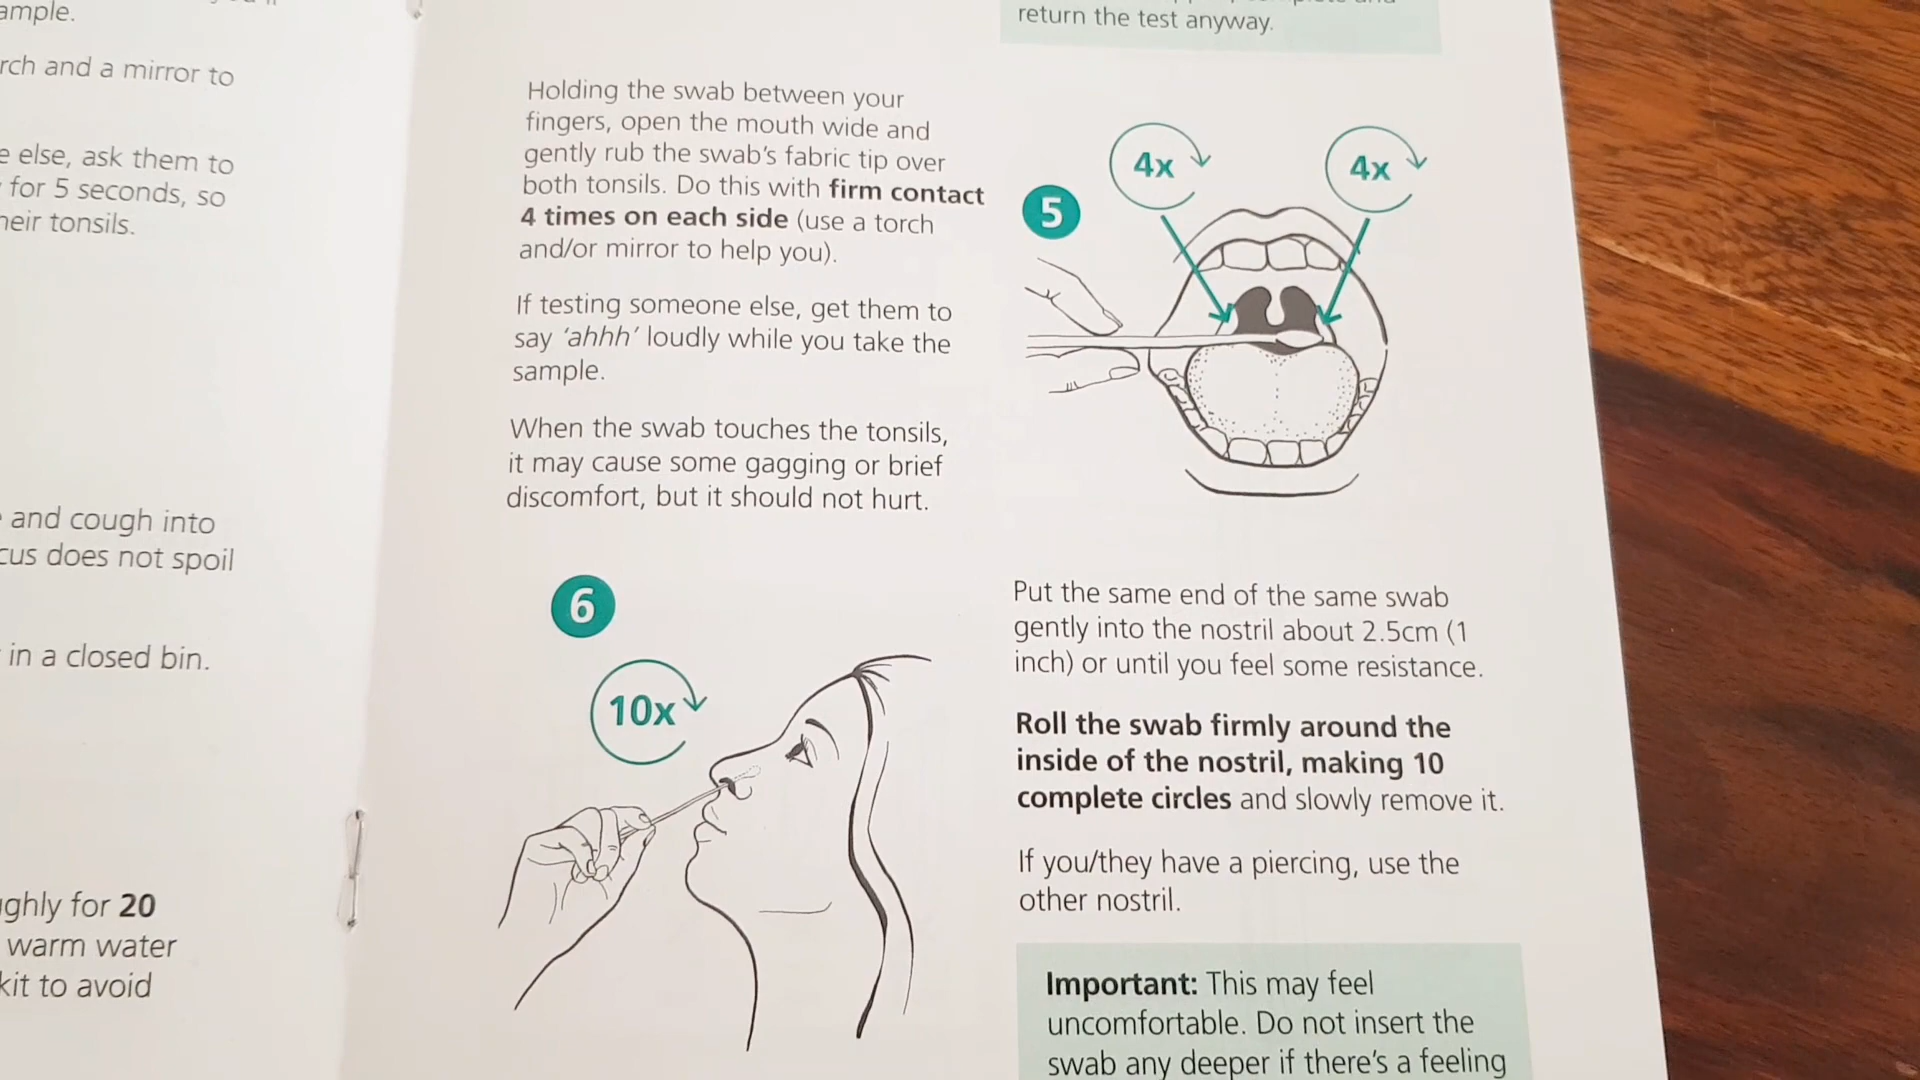 ample.
rch and a mirror to
e else, ask them to
for 5 seconds, so
heir tonsils.
and cough into
cus does not spoil
in a closed bin.
ghly for 20
warm water
kit to avoid
return the test anyway.
Holding the swab between your
fingers, open the mouth wide and
gently rub the swab's fabric tip over
both tonsils. Do this with firm contact
4 times on each side (use a torch
and/or mirror to help you).
If testing someone else, get them to
say 'ahhh' loudly while you take the
sample.
When the swab touches the tonsils,
it may cause some gagging or brief
discomfort, but it should not hurt.
5
4x
4x
6
10x
Put the same end of the same swab
gently into the nostril about 2.5cm (1
inch) or until you feel some resistance.
Roll the swab firmly around the
inside of the nostril, making 10
complete circles and slowly remove it.
If you/they have a piercing, use the
other nostril.
Important: This may feel
uncomfortable. Do not insert the
swab any deeper if there's a feeling